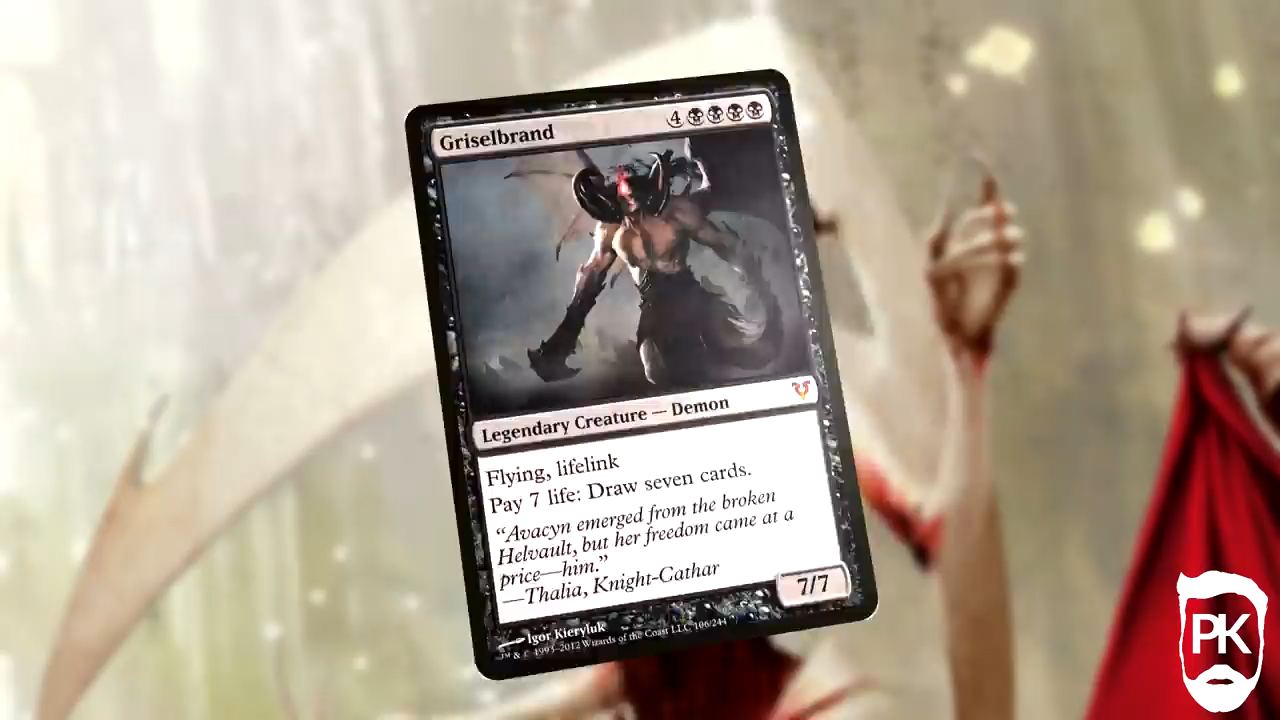 Griselbrand 4
Legendary Creature — Demon
Flying, lifelink
Pay 7 life: Draw seven cards.
“Avacyn emerged from the broken
Helvault, but her freedom came at a
price—him.”
—Thalia, Knight-Cathar
7/7
Igor Kieryluk
™ & © 1993–2012 Wizards of the Coast LLC 106/244
PK